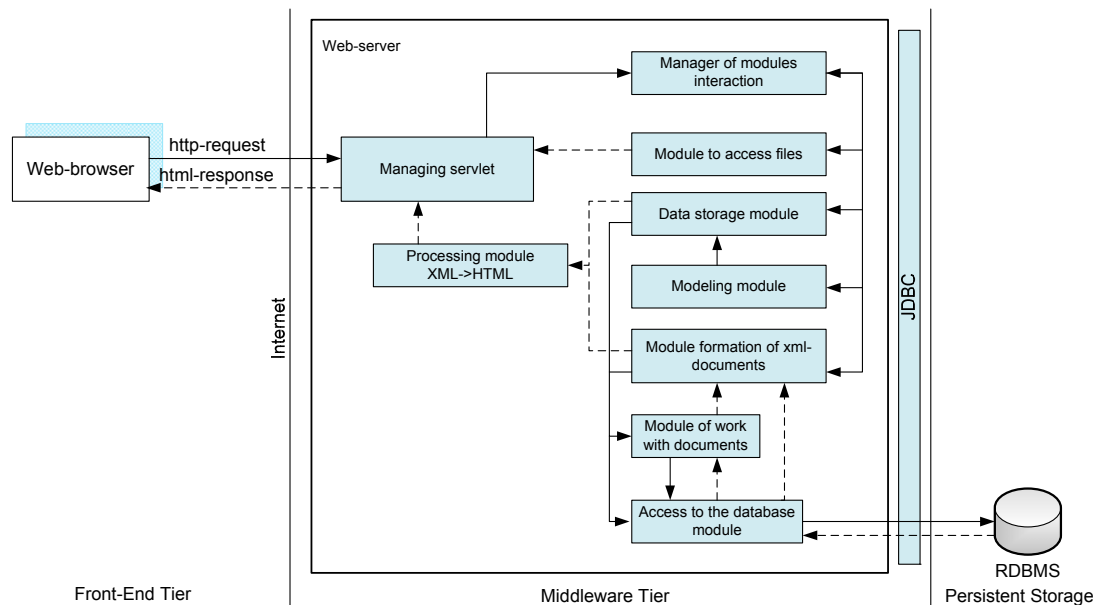 Web-server
Manager of modules
interaction
http-request
Web-browser
html-response
Managing servlet
Module to access files
Data storage module
Processing module
XML->HTML
Modeling module
Internet
JDBC
Module formation of xml-
documents
Module of work
with documents
Access to the database
module
RDBMS
Front-End Tier
Middleware Tier
Persistent Storage